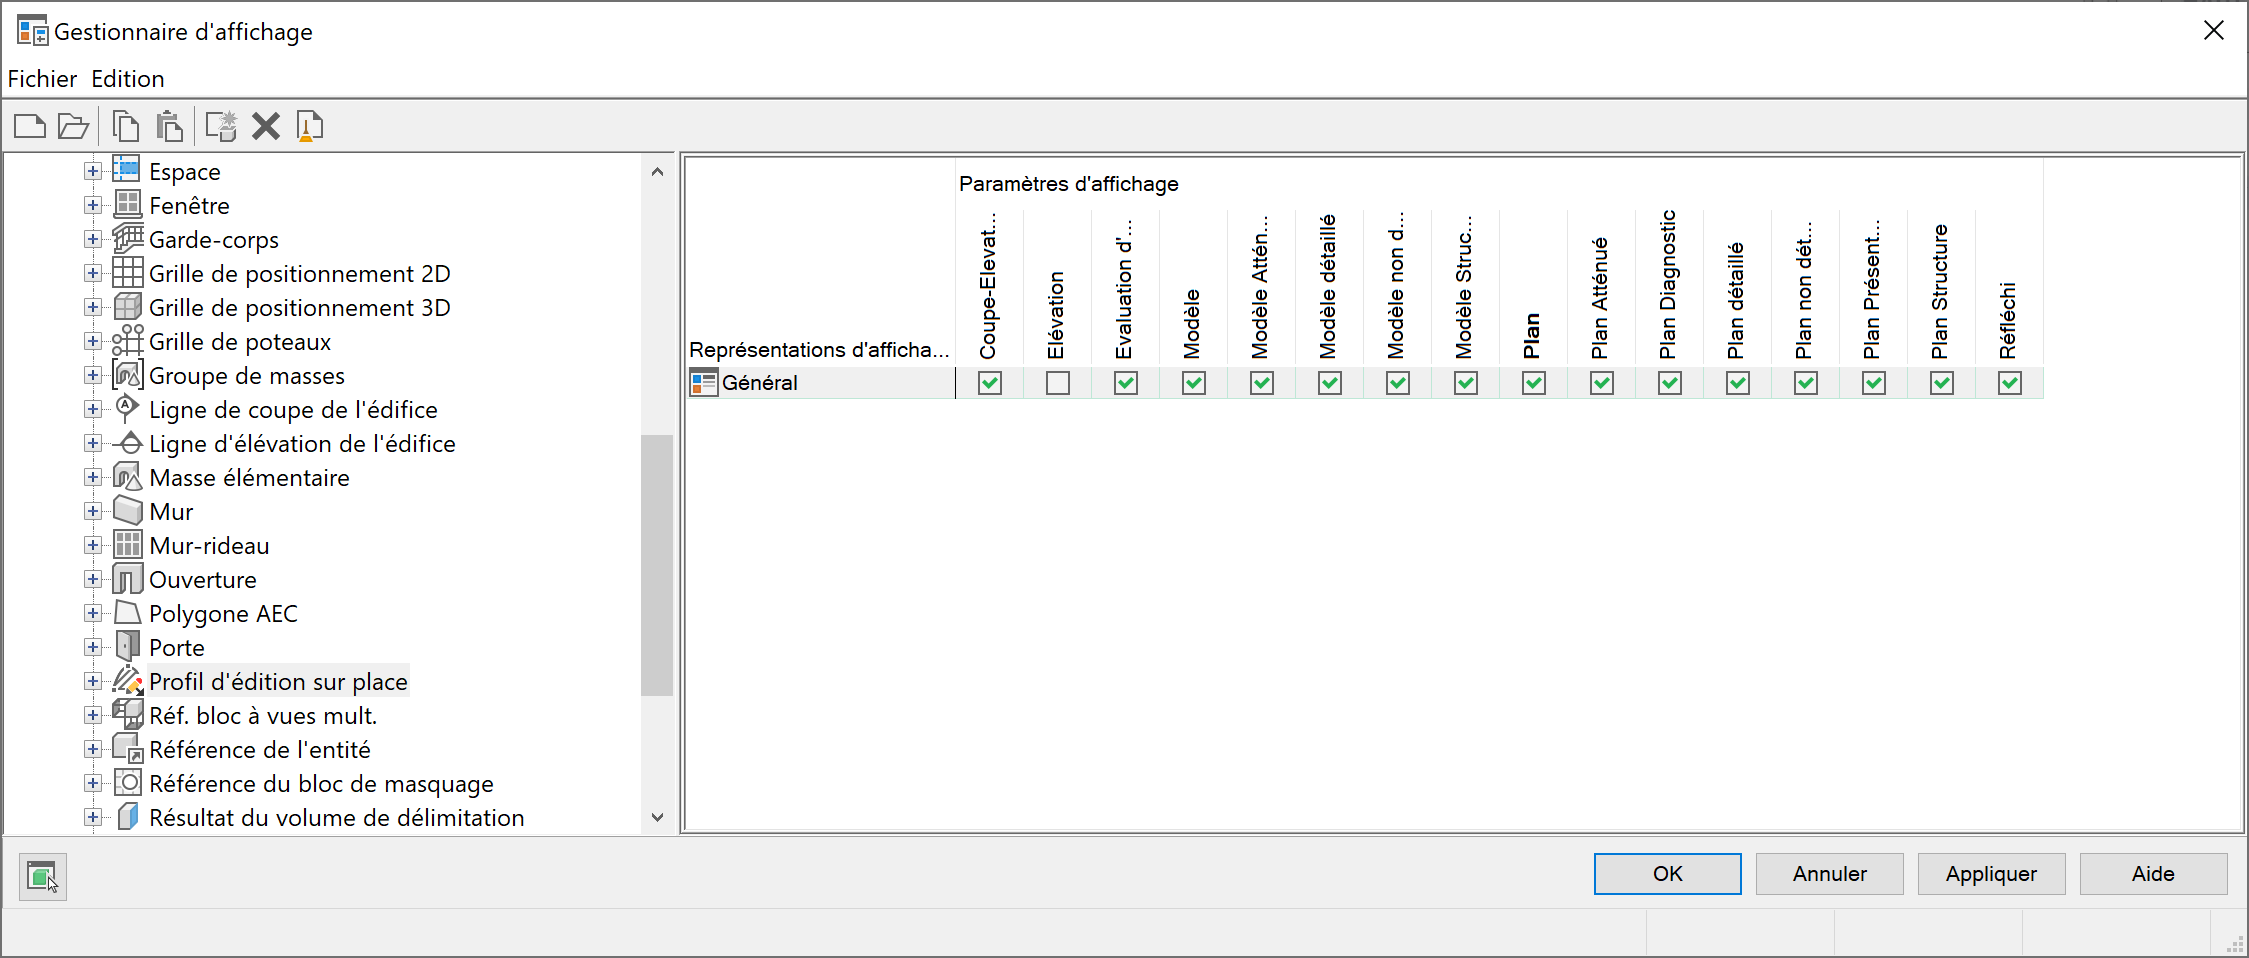 Gestionnaire d'affichage
Fichier Edition
Espace
Fenêtre
Garde-corps
Grille de positionnement 2D
Grille de positionnement 3D
Grille de poteaux
Groupe de masses
Ligne de coupe de l'édifice
Ligne d'élévation de l'édifice
Masse élémentaire
Mur
Mur-rideau
Ouverture
Polygone AEC
Porte
Profil d'édition sur place
Réf. bloc à vues mult.
Référence de l'entité
Référence du bloc de masquage
Résultat du volume de délimitation
Paramètres d'affichage
Représentations d'afficha...
Coupe-Elevat...
Elévation
Evaluation d'...
Modèle
Modèle Attén...
Modèle détaillé
Modèle non d...
Modèle Struc...
Plan
Plan Atténué
Plan Diagnostic
Plan détaillé
Plan non dét...
Plan Présent...
Plan Structure
Réfléchi
Général
OK
Annuler
Appliquer
Aide